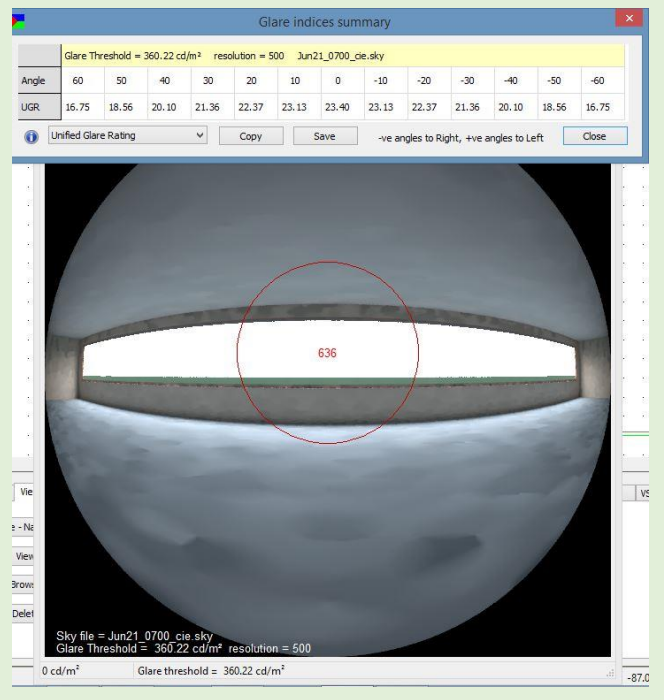 Glare indices summary
Glare Threshold = 360.22 cd/m² resolution = 500 Jun21_0700_cie.sky
Angle 60 50 40 30 20 10 0 -10 -20 -30 -40 -50 -60
UGR 16.75 18.56 20.10 21.36 22.37 23.13 23.40 23.13 22.37 21.36 20.10 18.56 16.75
Unified Glare Rating Copy Save -ve angles to Right, +ve angles to Left Close
636
Vie
VS
e - Na
View
Brow
Delet
Sky file = Jun21_0700_cie.sky
Glare Threshold = 360.22 cd/m² resolution = 500
0 cd/m² Glare threshold = 360.22 cd/m²
-87.0